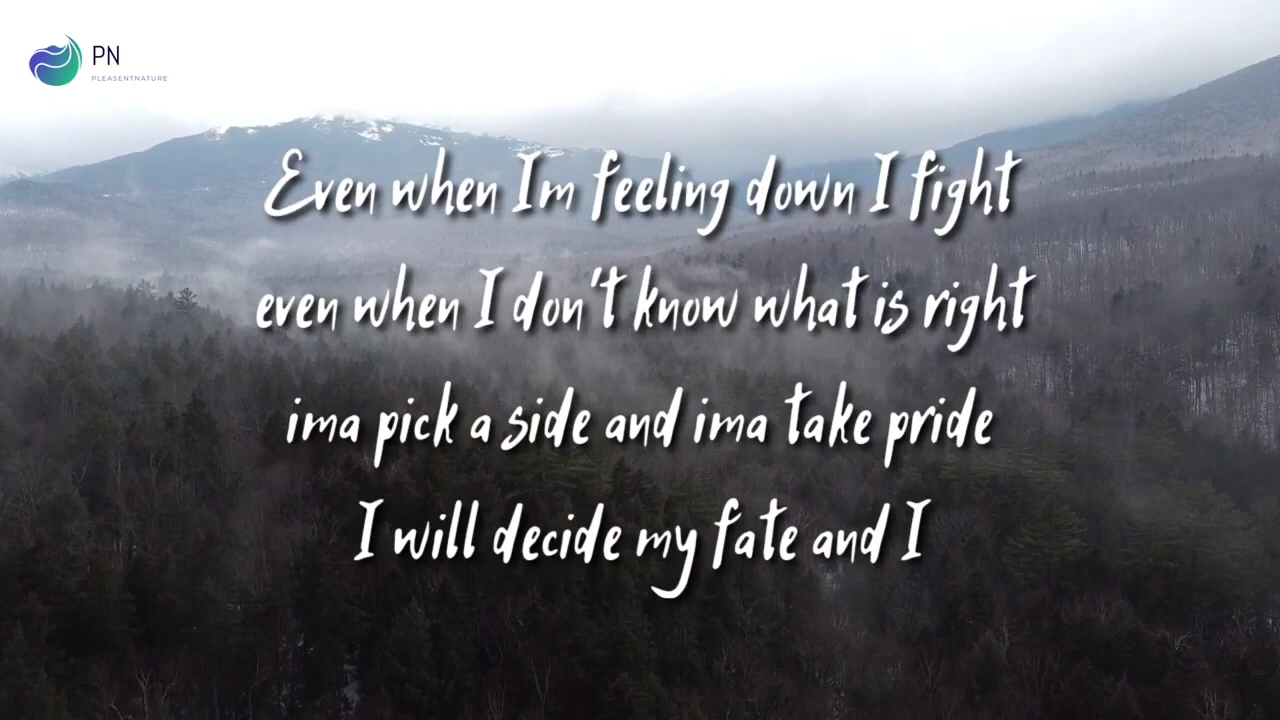 PN
PLEASENTNATURE
Even when Im feeling down I fight
even when I don't know what is right
ima pick a side and ima take pride
I will decide my fate and I